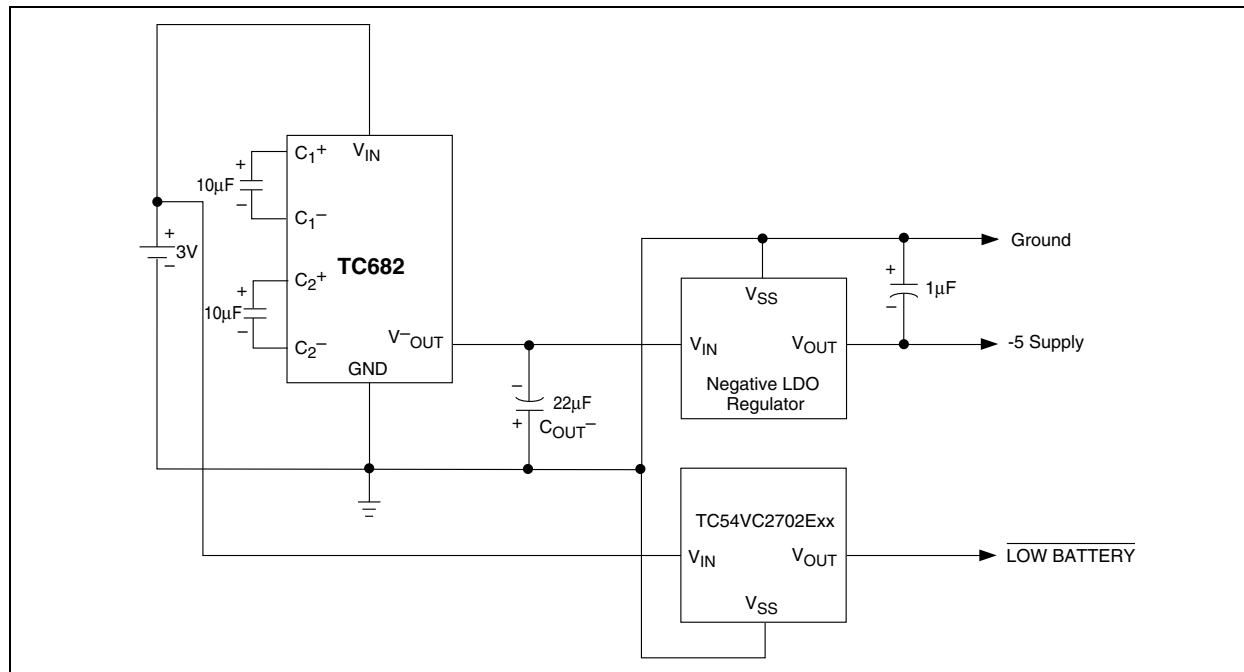 C1+
VIN
+
10µF
–
C1–
+
3V
–
TC682
C2+
+
10µF
–
C2–
V–OUT
GND
–
22µF
+
COUT–
Ground
VSS
+
1µF
–
VIN
VOUT
-5 Supply
Negative LDO
Regulator
TC54VC2702Exx
VIN
VOUT
LOW BATTERY
VSS